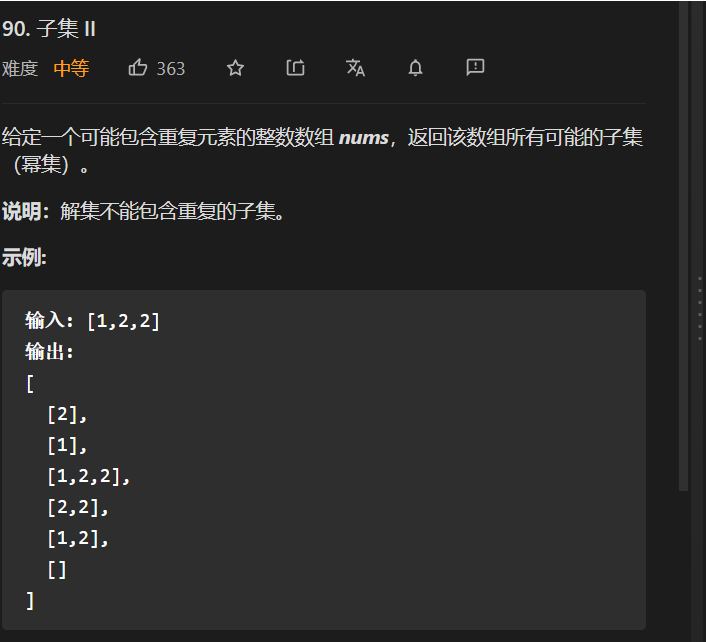 90. 子集 II
难度 中等 363
给定一个可能包含重复元素的整数数组 nums，返回该数组所有可能的子集
（幂集）。
说明：解集不能包含重复的子集。
示例:
输入: [1,2,2]
输出:
[
[2],
[1],
[1,2,2],
[2,2],
[1,2],
[]
]